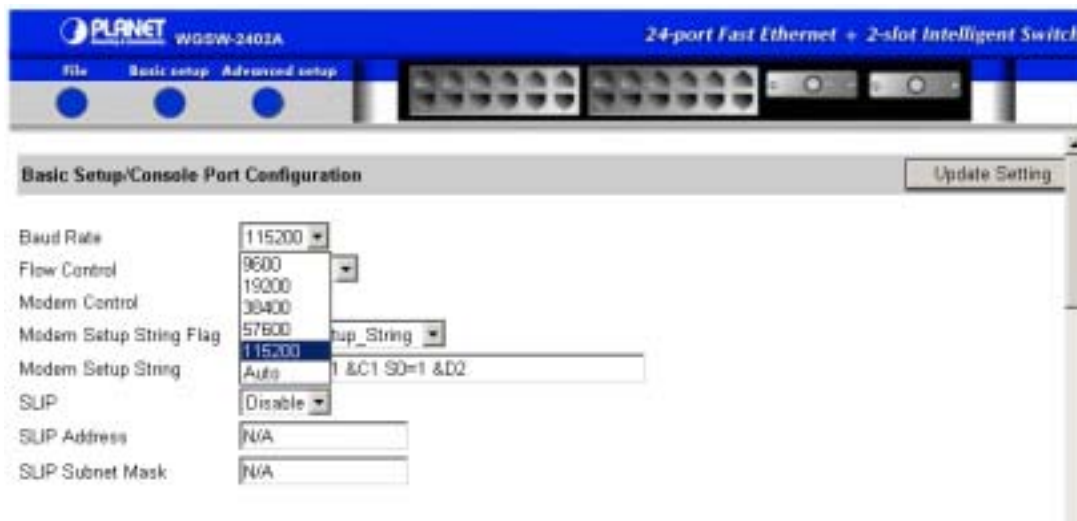 PLANET WGSW-2402A 24-port Fast Ethernet + 2-slot Intelligent Switch
File Basic setup Advanced setup
Basic Setup/Console Port Configuration Update Setting
Baud Rate 115200
9600
Flow Control
19200
Modem Control 38400
Modem Setup String Flag 57600 tup_String
115200
Modem Setup String Auto 1 &C1 S0=1 &D2
SLIP Disable
SLIP Address N/A
SLIP Subnet Mask N/A